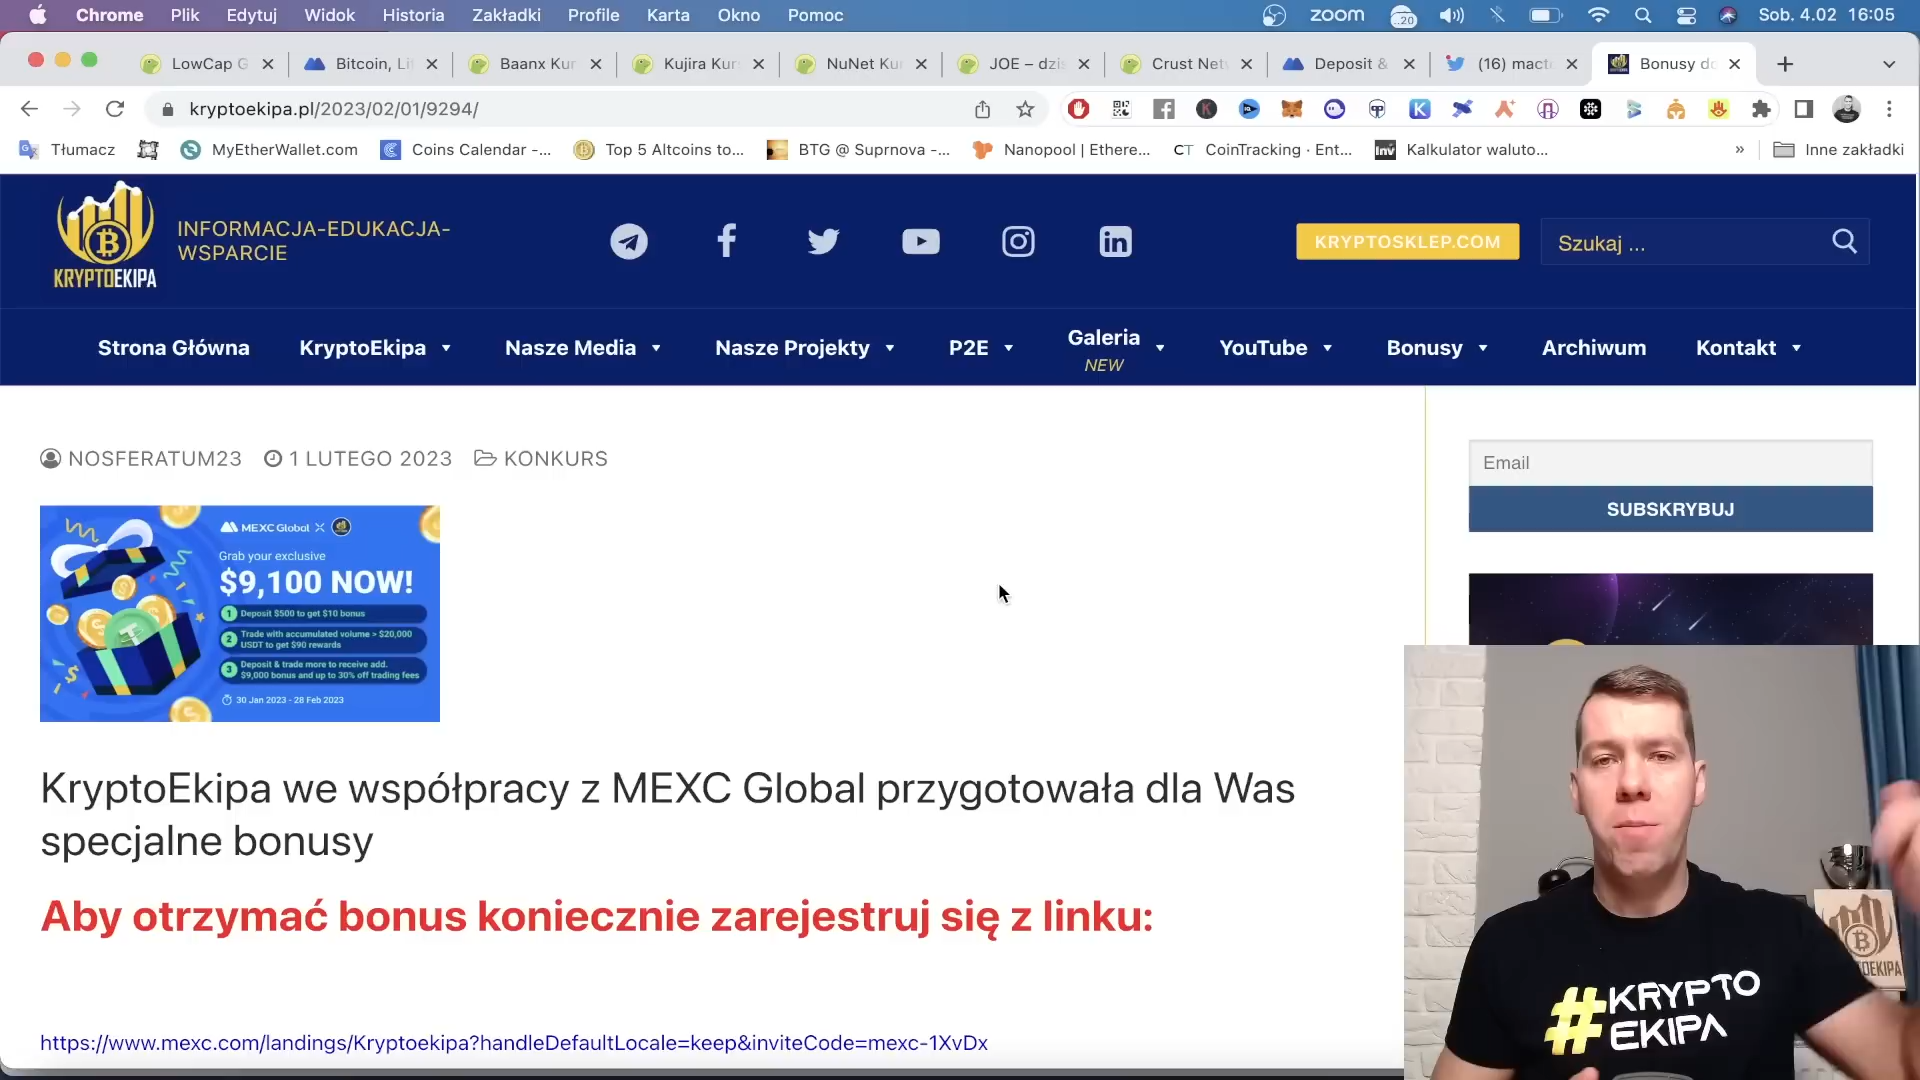 Chrome Plik Edytuj Widok Historia Zakładki Profile Karta Okno Pomoc zoom ..20 Sob. 4.02 16:05
LowCap G Bitcoin, Li Baanx Kur Kujira Kur NuNet Ku JOE – dzi Crust Net Deposit & (16) mact Bonusy do
kryptoekipa.pl/2023/02/01/9294/
Tłumacz MyEtherWallet.com Coins Calendar -... Top 5 Altcoins to... BTG @ Suprnova -... Nanopool | Ethere... CT CoinTracking · Ent... Inv Kalkulator waluto... » Inne zakładki
KRYPTOEKIPA
INFORMACJA-EDUKACJA-
WSPARCIE
KRYPTOSKLEP.COM
Szukaj ...
Strona Główna KryptoEkipa Nasze Media Nasze Projekty P2E Galeria NEW YouTube Bonusy Archiwum Kontakt
NOSFERATUM23 1 LUTEGO 2023 KONKURS
Email
SUBSKRYBUJ
MEXC Global X
Grab your exclusive
$9,100 NOW!
1 Deposit $500 to get $10 bonus
2 Trade with accumulated volume > $20,000
USDT to get $90 rewards
3 Deposit & trade more to receive add.
$9,000 bonus and up to 30% off trading fees
30 Jan 2023 - 28 Feb 2023
KryptoEkipa we współpracy z MEXC Global przygotowała dla Was
specjalne bonusy
Aby otrzymać bonus koniecznie zarejestruj się z linku:
https://www.mexc.com/landings/Kryptoekipa?handleDefaultLocale=keep&inviteCode=mexc-1XvDx
#KRYPTO
EKIPA